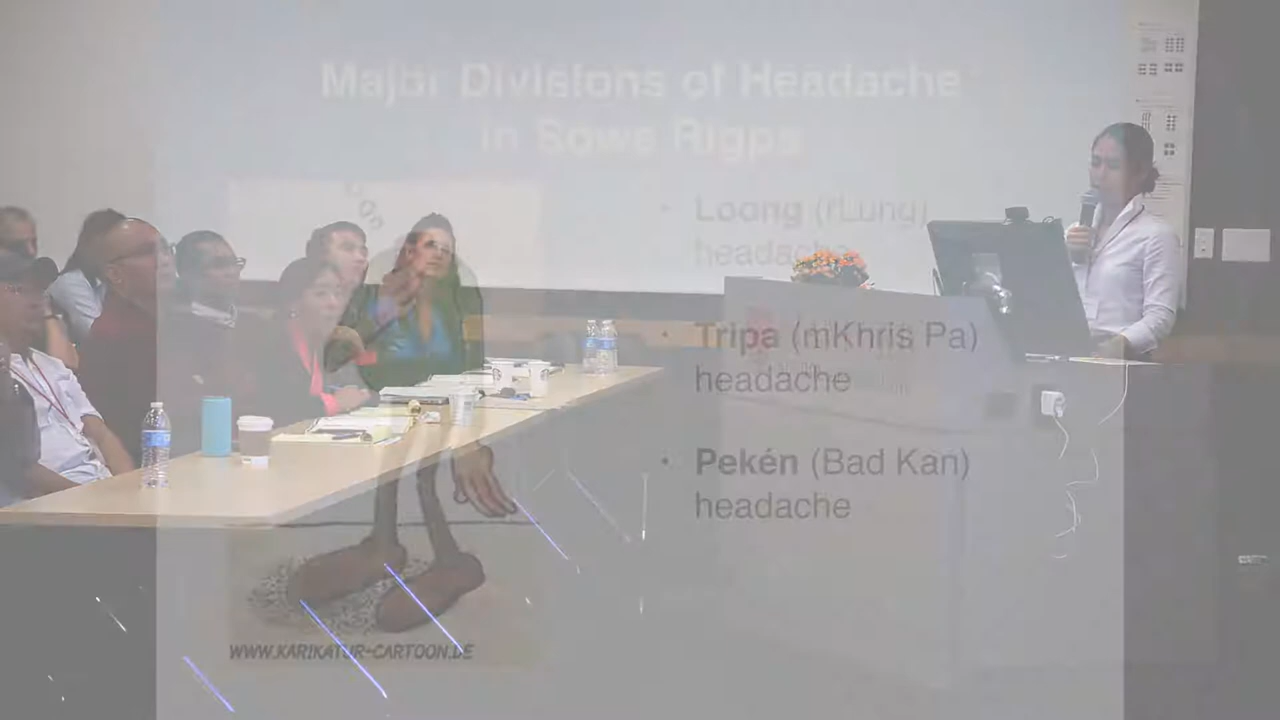 Major Divisions of Headache
in Sowa Rigpa
• Loong (rLung)
headache
• Tripa (mKhris Pa)
headache
• Pekén (Bad Kan)
headache
WWW.KARIKATUR-CARTOON.DE